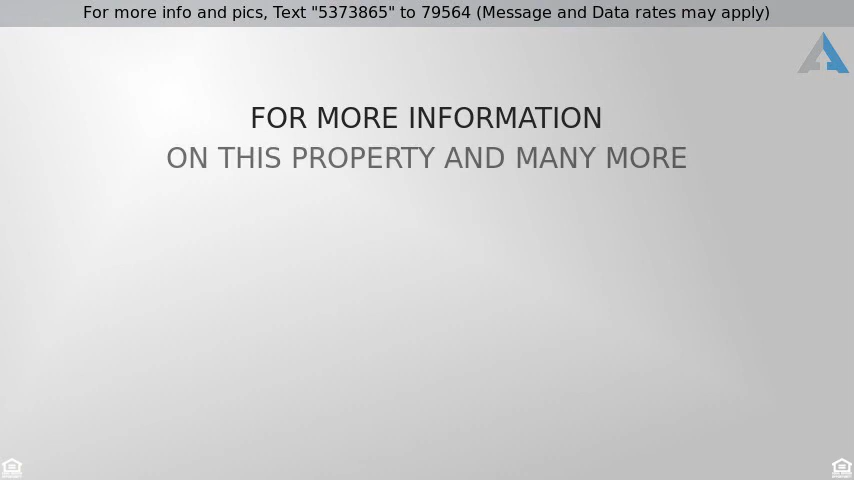 For more info and pics, Text "5373865" to 79564 (Message and Data rates may apply)
FOR MORE INFORMATION
ON THIS PROPERTY AND MANY MORE